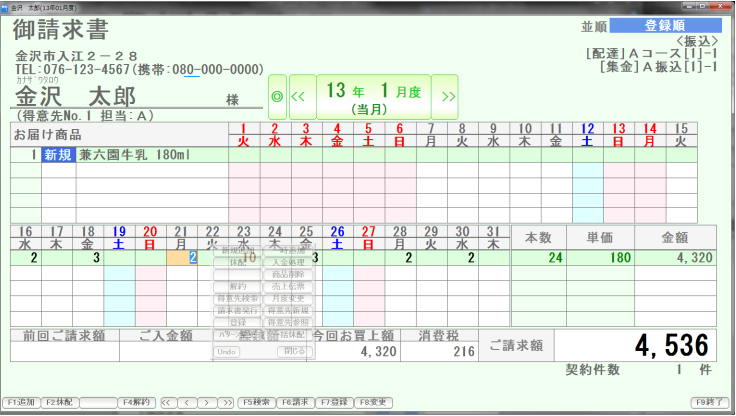 金沢 太郎(13年01月度)
御請求書
並順 登録順
<振込>
金沢市入江２－２８
[配達]Ａコース[1]-1
TEL:076-123-4567(携帯:080-000-0000)
[集金]Ａ振込[1]-1
カナザワタロウ
金沢 太郎 様
◎ << 13 年 1 月度 >>
(当月)
(得意先No.1 担当:Ａ)
お届け商品
1 2 3 4 5 6 7 8 9 10 11 12 13 14 15
火 水 木 金 土 日 月 火 水 木 金 土 日 月 火
1 新規 兼六園牛乳 180ml
16 17 18 19 20 21 22 23 24 25 26 27 28 29 30 31
水 木 金 土 日 月 火 水 木 金 土 日 月 火 水 木
本数 単価 金額
2 3 2 10 3 2 2 24 180 4,320
休配 入金処理
商品削除
解約 売上伝票
得意先検索 月度変更
請求書発行 得意先新規
登録 得意先参照
Undo 閉じる
前回ご請求額 ご入金額 今回お買上額 消費税 ご請求額
4,320 216 4,536
契約件数 1 件
F1追加 F2休配 F4解約 << < > >> F5検索 F6請求 F7登録 F8変更 F9終了